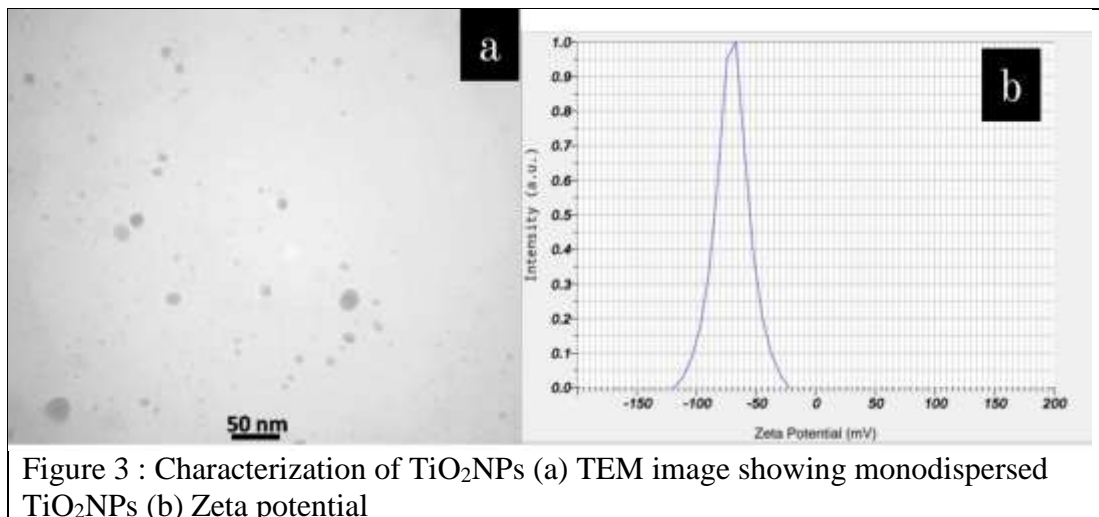 a
50 nm
b
Intensity (a.u.)
1.0
0.9
0.8
0.7
0.6
0.5
0.4
0.3
0.2
0.1
0.0
-150 -100 -50 0 50 100 150 200
Zeta Potential (mV)
Figure 3 : Characterization of TiO₂NPs (a) TEM image showing monodispersed
TiO₂NPs (b) Zeta potential